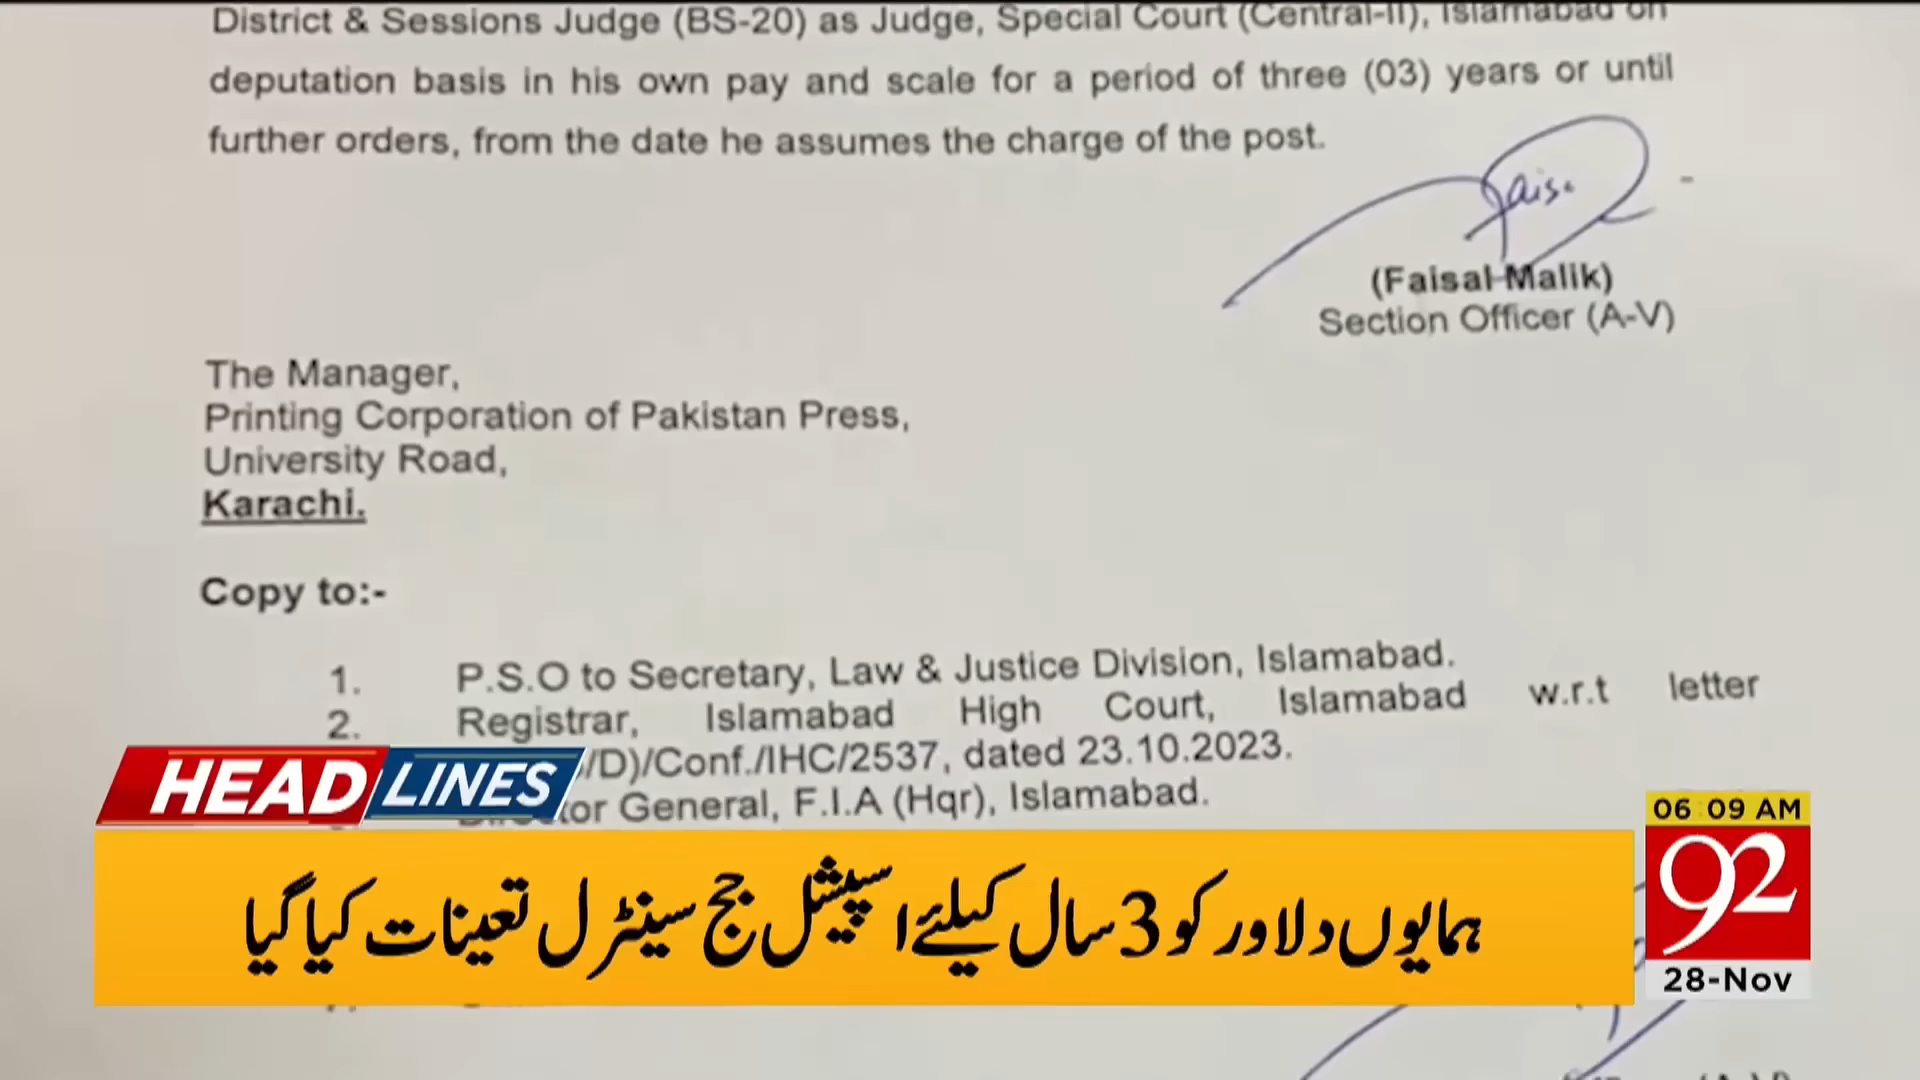 District & Sessions Judge (BS-20) as Judge, Special Court (Central-II), Islamabad on
deputation basis in his own pay and scale for a period of three (03) years or until
further orders, from the date he assumes the charge of the post.
(Faisal Malik)
Section Officer (A-V)
The Manager,
Printing Corporation of Pakistan Press,
University Road,
Karachi.
Copy to:-
1. P.S.O to Secretary, Law & Justice Division, Islamabad.
2. Registrar, Islamabad High Court, Islamabad w.r.t letter
/D)/Conf./IHC/2537, dated 23.10.2023.
General, F.I.A (Hqr), Islamabad.
HEADLINES
ہمایوں دلاور کو 3 سال کیلئے اسپیشل جج سینٹرل تعینات کیا گیا
06 09 AM
92
28-Nov